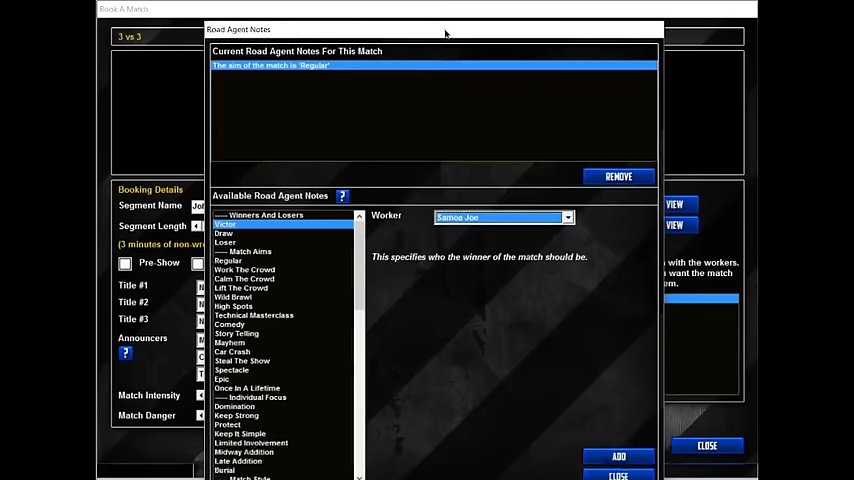 Book A Match
Road Agent Notes
3 vs 3
Current Road Agent Notes For This Match
The aim of the match is 'Regular'
REMOVE
Available Road Agent Notes ?
Booking Details
Segment Name
Segment Length
(3 minutes of non-wr
Pre-Show
Title #1
Title #2
Title #3
Announcers
?
Match Intensity
Match Danger
----- Winners And Losers
Victor
Draw
Loser
----- Match Aims
Regular
Work The Crowd
Calm The Crowd
Lift The Crowd
Wild Brawl
High Spots
Technical Masterclass
Comedy
Story Telling
Mayhem
Car Crash
Steal The Show
Spectacle
Epic
Once In A Lifetime
----- Individual Focus
Domination
Keep Strong
Protect
Keep It Simple
Limited Involvement
Midway Addition
Late Addition
Burial
----- Match Style
Worker Samoa Joe
This specifies who the winner of the match should be.
ADD
CLOSE
VIEW
VIEW
with the workers.
want the match
em.
CLOSE